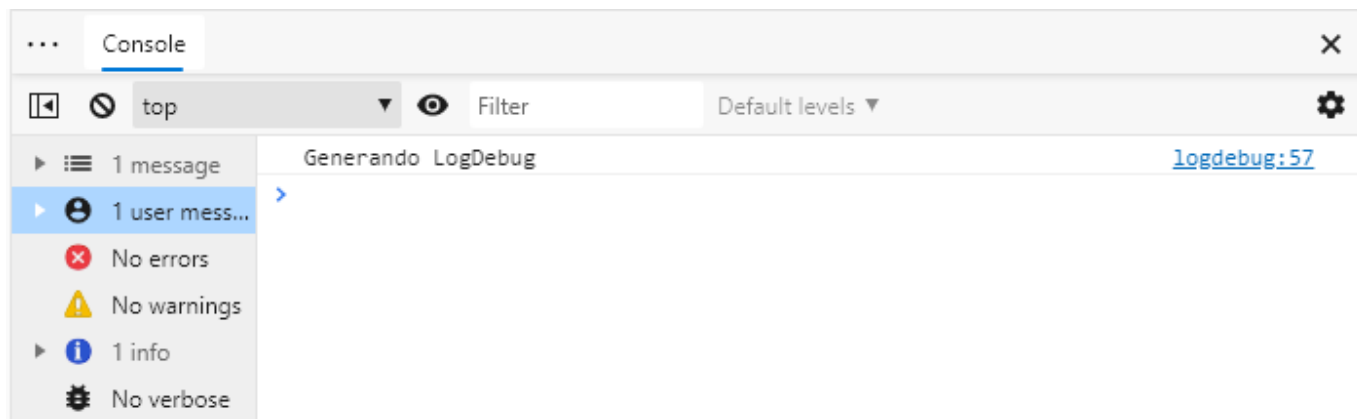 Console
top Filter Default levels
1 message
Generando LogDebug logdebug:57
1 user mess...
No errors
No warnings
1 info
No verbose